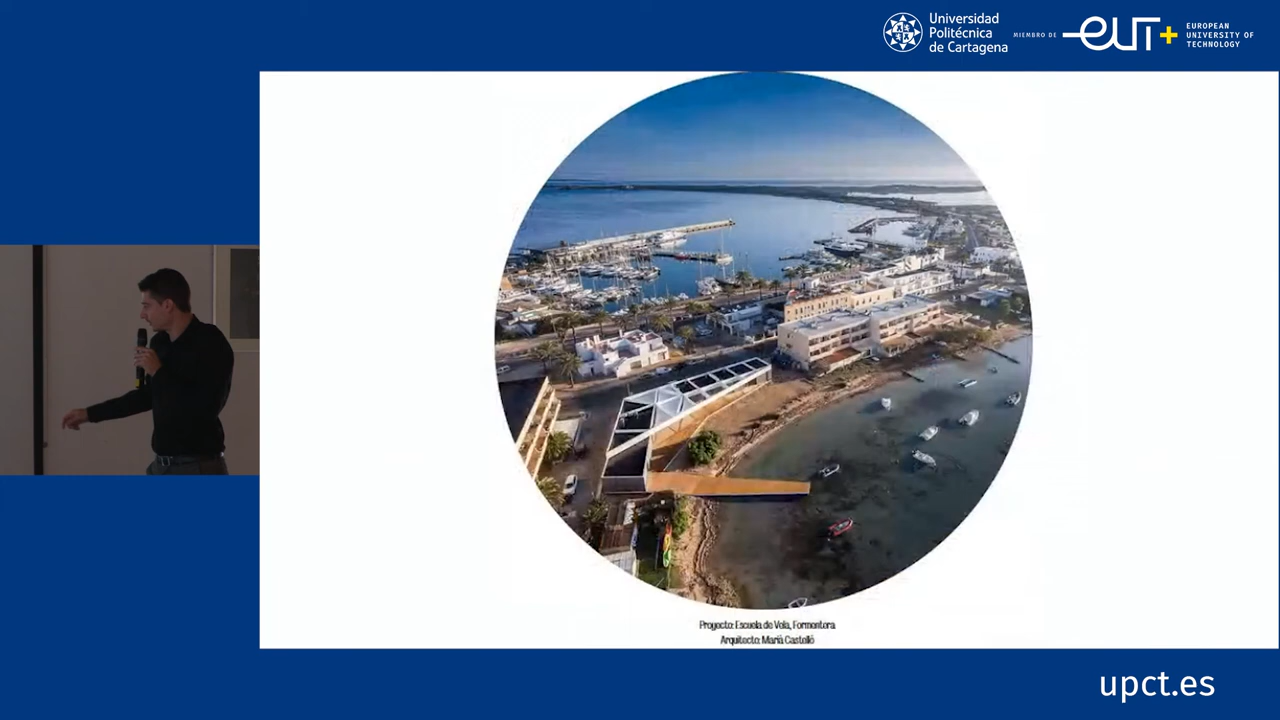 Universidad
Politécnica
de Cartagena
MIEMBRO DE
eut+
EUROPEAN
UNIVERSITY OF
TECHNOLOGY
Proyecto: Escuela de Vela, Formentera
Arquitecto: Marià Castelló
upct.es